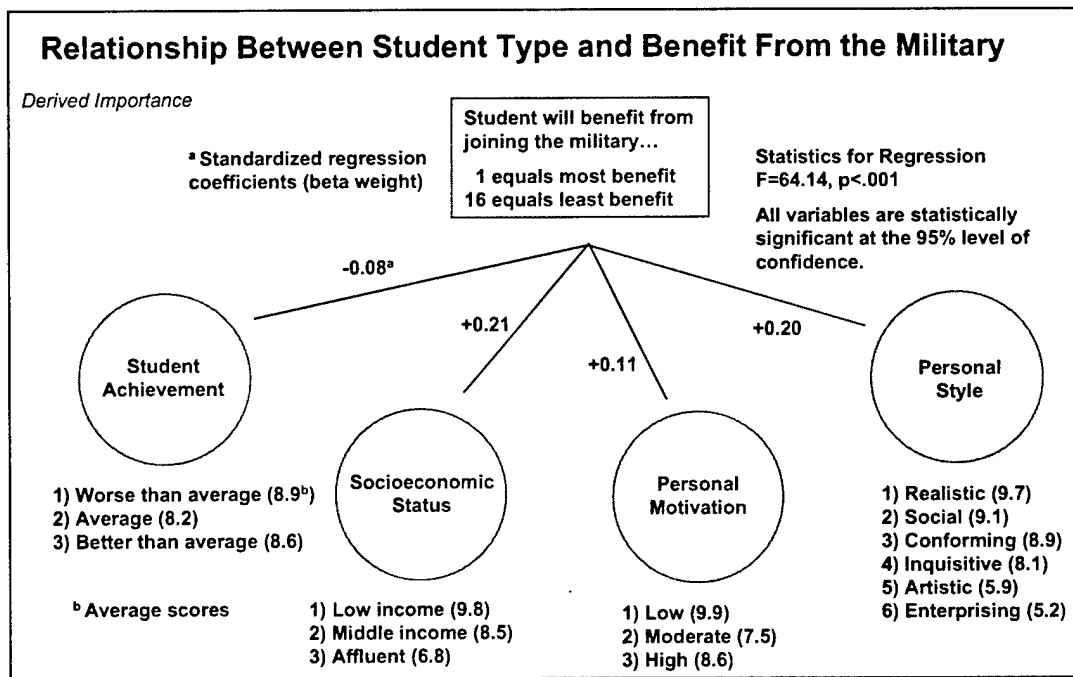 Relationship Between Student Type and Benefit From the Military
Derived Importance
Student will benefit from
joining the military...
1 equals most benefit
16 equals least benefit
ᵃ Standardized regression
coefficients (beta weight)
Statistics for Regression
F=64.14, p<.001
All variables are statistically
significant at the 95% level of
confidence.
-0.08ᵃ
+0.21
+0.11
+0.20
Student
Achievement
1) Worse than average (8.9ᵇ)
2) Average (8.2)
3) Better than average (8.6)
ᵇ Average scores
Socioeconomic
Status
1) Low income (9.8)
2) Middle income (8.5)
3) Affluent (6.8)
Personal
Motivation
1) Low (9.9)
2) Moderate (7.5)
3) High (8.6)
Personal
Style
1) Realistic (9.7)
2) Social (9.1)
3) Conforming (8.9)
4) Inquisitive (8.1)
5) Artistic (5.9)
6) Enterprising (5.2)